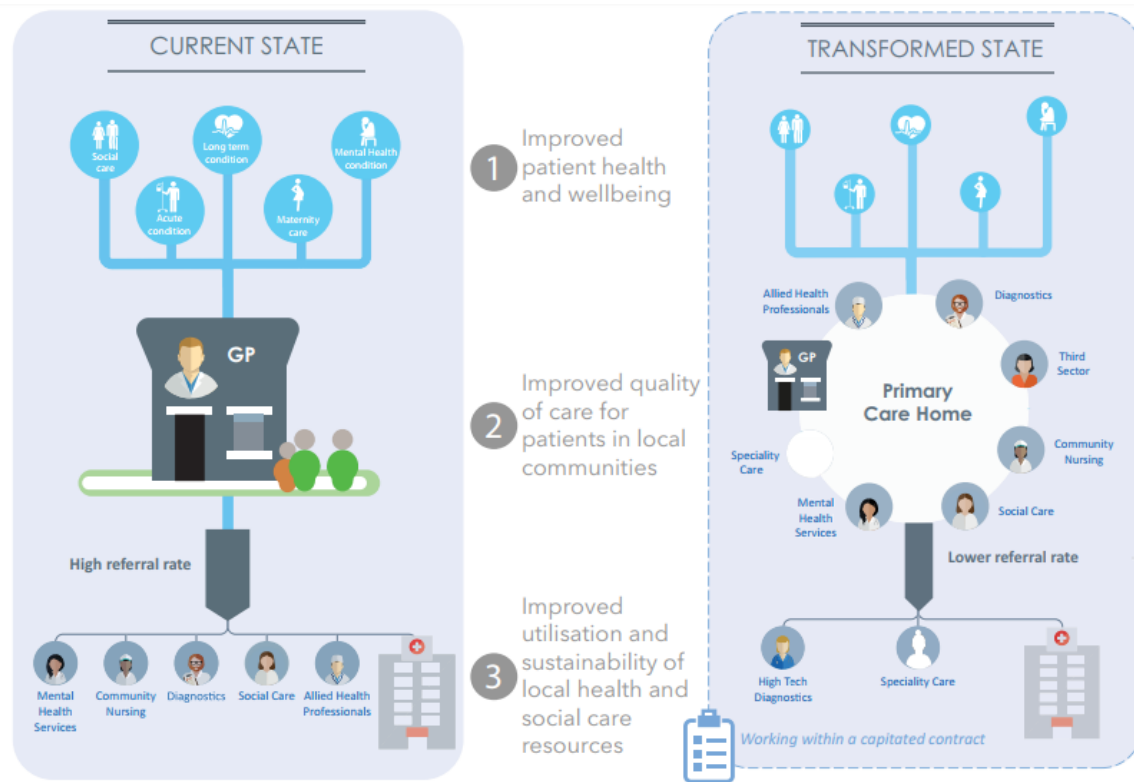 CURRENT STATE
Social
care
Long term
condition
Mental Health
condition
Acute
condition
Maternity
care
GP
High referral rate
Mental
Health
Services
Community
Nursing
Diagnostics
Social Care
Allied Health
Professionals
1
Improved
patient health
and wellbeing
2
Improved quality
of care for
patients in local
communities
3
Improved
utilisation and
sustainability of
local health and
social care
resources
TRANSFORMED STATE
Allied Health
Professionals
Diagnostics
GP
Third
Sector
Primary
Care Home
Speciality
Care
Community
Nursing
Mental
Health
Services
Social Care
Lower referral rate
High Tech
Diagnostics
Speciality Care
Working within a capitated contract